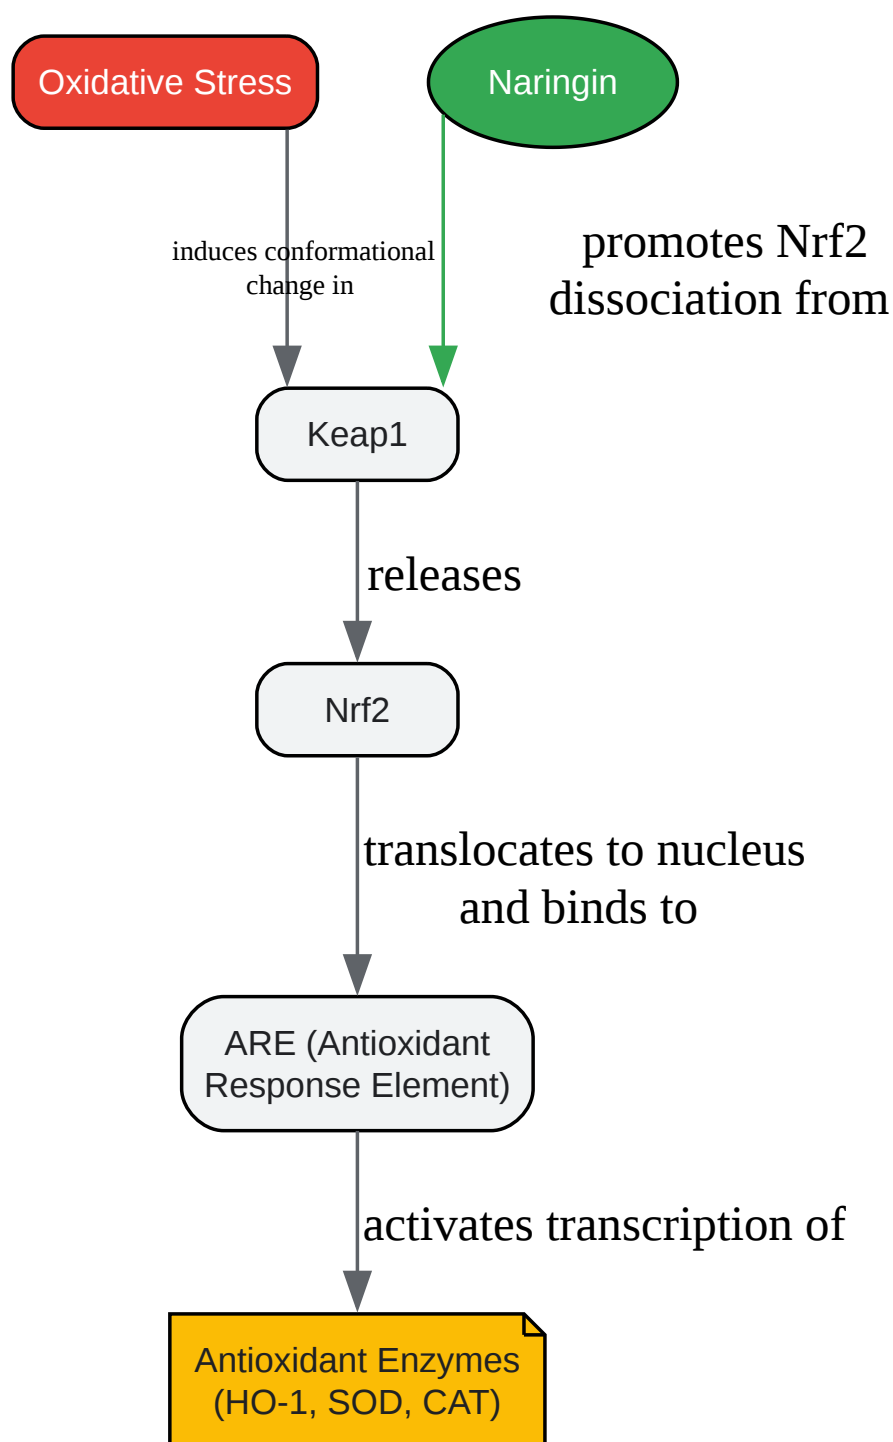 Oxidative Stress
Naringin
induces conformational
change in
promotes Nrf2
dissociation from
Keap1
releases
Nrf2
translocates to nucleus
and binds to
ARE (Antioxidant
Response Element)
activates transcription of
Antioxidant Enzymes
(HO-1, SOD, CAT)